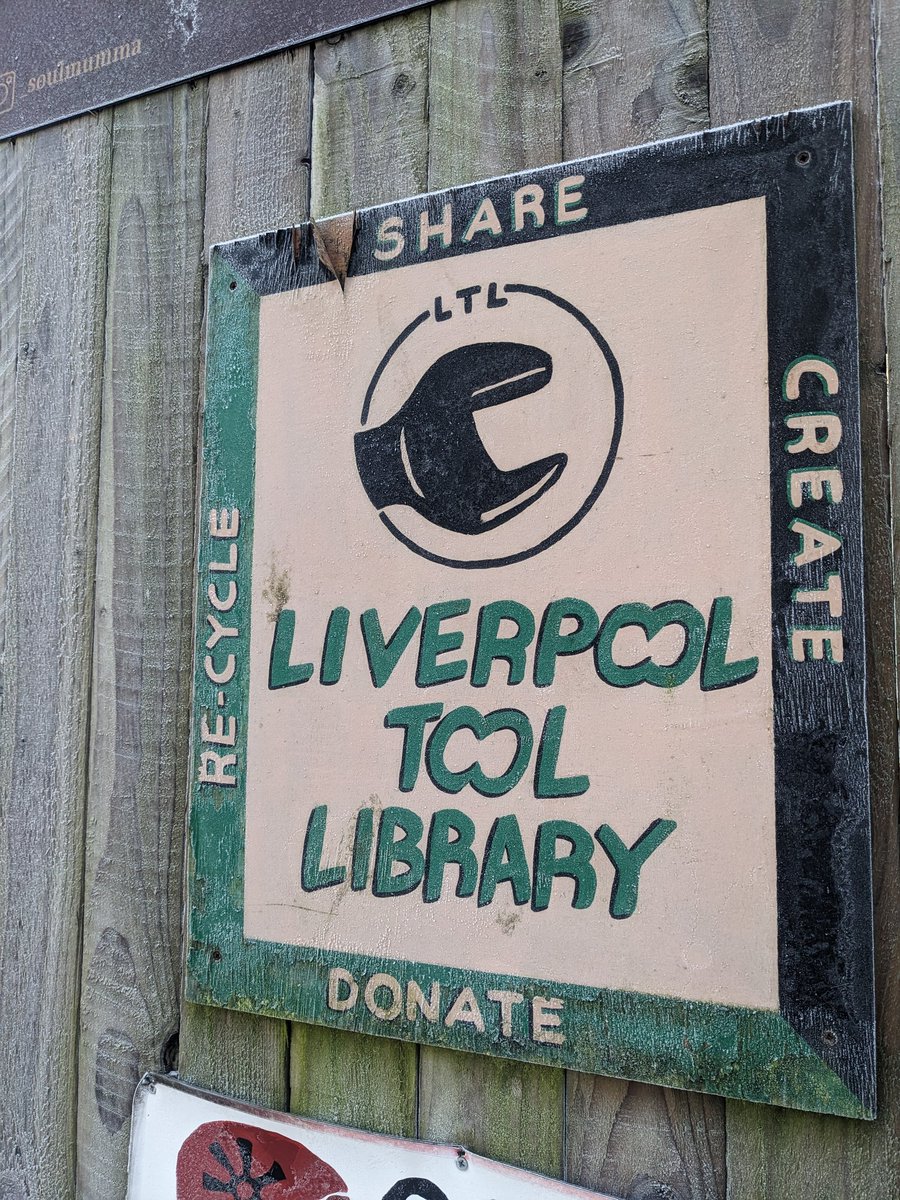 soulmumma
SHARE
LTL
CREATE
RE-CYCLE
LIVERPOOL
TOOL
LIBRARY
DONATE